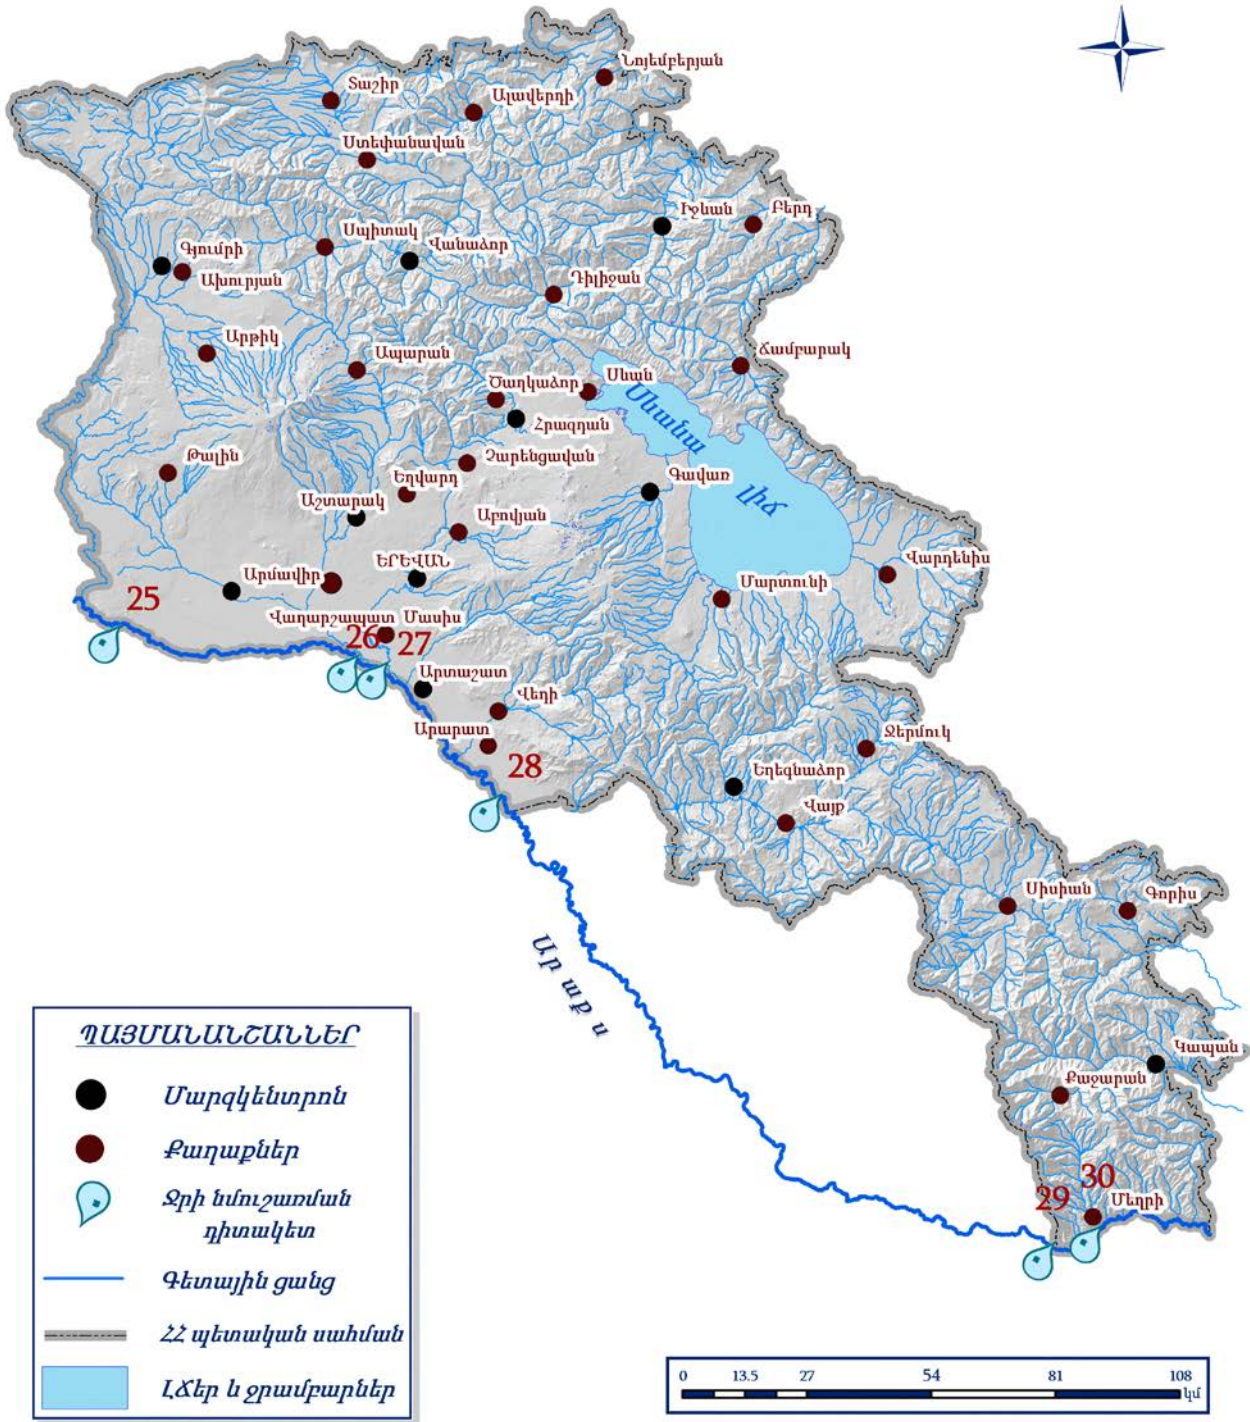 Նոյեմբերյան
Տաշիր
Ալավերդի
Ստեփանավան
Իջևան
Բերդ
Սպիտակ
Վանաձոր
Գյումրի
Ախուրյան
Դիլիջան
Արթիկ
Ապարան
Ճամբարակ
Ծաղկաձոր
Սևան
Սևանա
լիճ
Հրազդան
Թալին
Չարենցավան
Եղվարդ
Գավառ
Աշտարակ
Աբովյան
ԵՐԵՎԱՆ
Վարդենիս
Արմավիր
Մարտունի
25
Վաղարշապատ
Մասիս
26
27
Արտաշատ
Վեդի
Արարատ
28
Ջերմուկ
Եղեգնաձոր
Վայք
Սիսիան
Գորիս
Արաքս
Կապան
Քաջարան
29
30
Մեղրի
ՊԱՅՄԱՆԱՆՇԱՆՆԵՐ
Մարզկենտրոն
Քաղաքներ
Ջրի նմուշառման
դիտակետ
Գետային ցանց
ՀՀ պետական սահման
Լճեր և ջրամբարներ
0 13.5 27 54 81 108
կմ